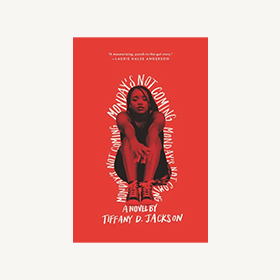 "A mesmerizing, punch-to-the-gut story."
—LAURIE HALSE ANDERSON
MONDAY'S NOT COMING
MONDAY'S NOT COMING
MONDAY'S NOT COMING
A NOVEL BY
TIFFANY D. JACKSON